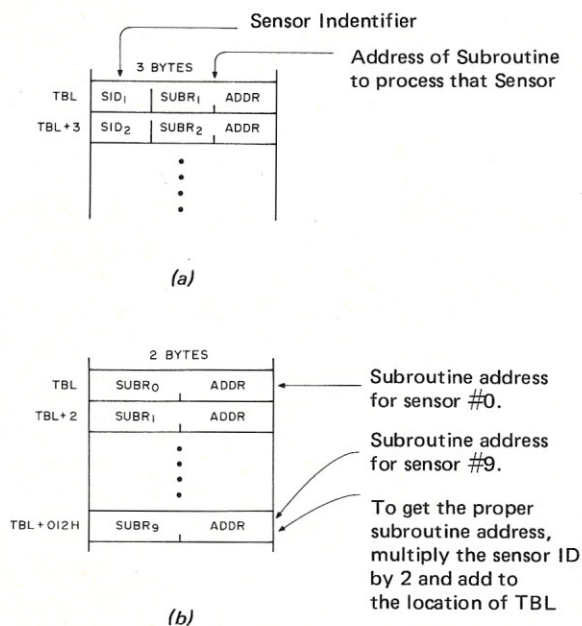 Sensor Indentifier
Address of Subroutine
to process that Sensor
3 BYTES
TBL SID₁ SUBR₁ ADDR
TBL+3 SID₂ SUBR₂ ADDR
(a)
2 BYTES
TBL SUBR₀ ADDR
TBL+2 SUBR₁ ADDR
TBL+012H SUBR₉ ADDR
Subroutine address
for sensor #0.
Subroutine address
for sensor #9.
To get the proper
subroutine address,
multiply the sensor ID
by 2 and add to
the location of TBL
(b)